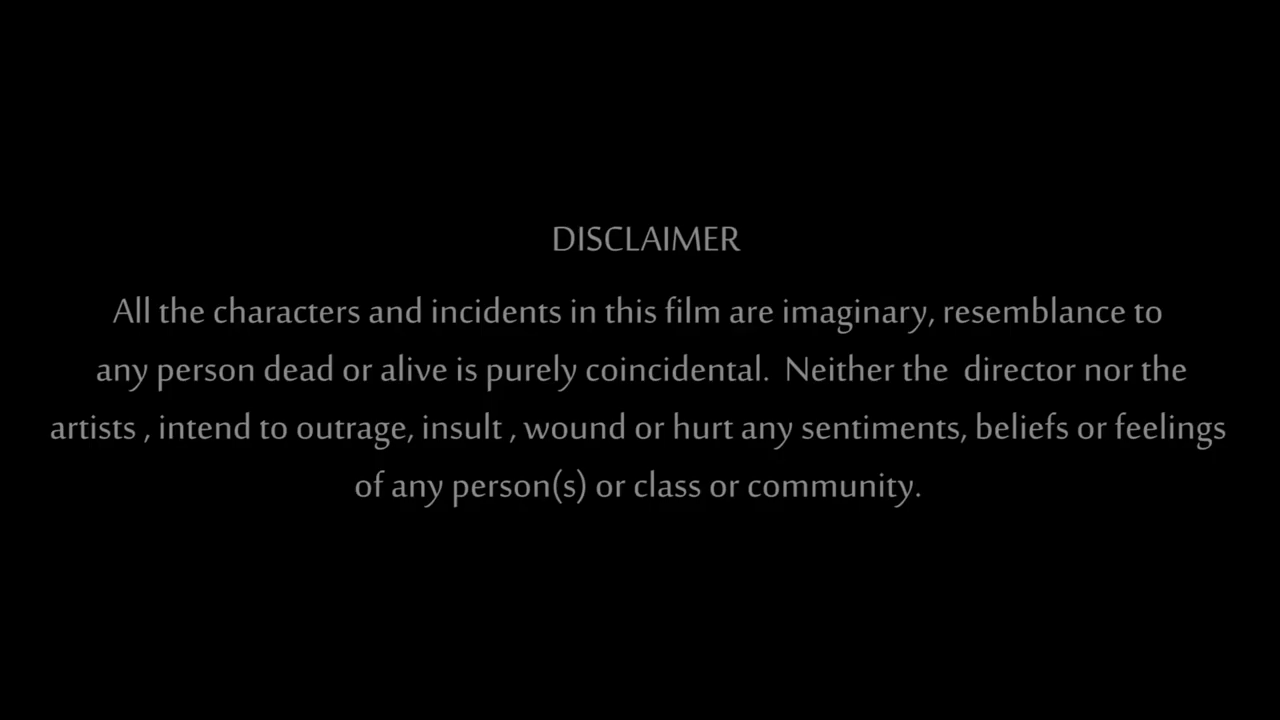 DISCLAIMER
All the characters and incidents in this film are imaginary, resemblance to
any person dead or alive is purely coincidental.  Neither the  director nor the
artists , intend to outrage, insult , wound or hurt any sentiments, beliefs or feelings
of any person(s) or class or community.